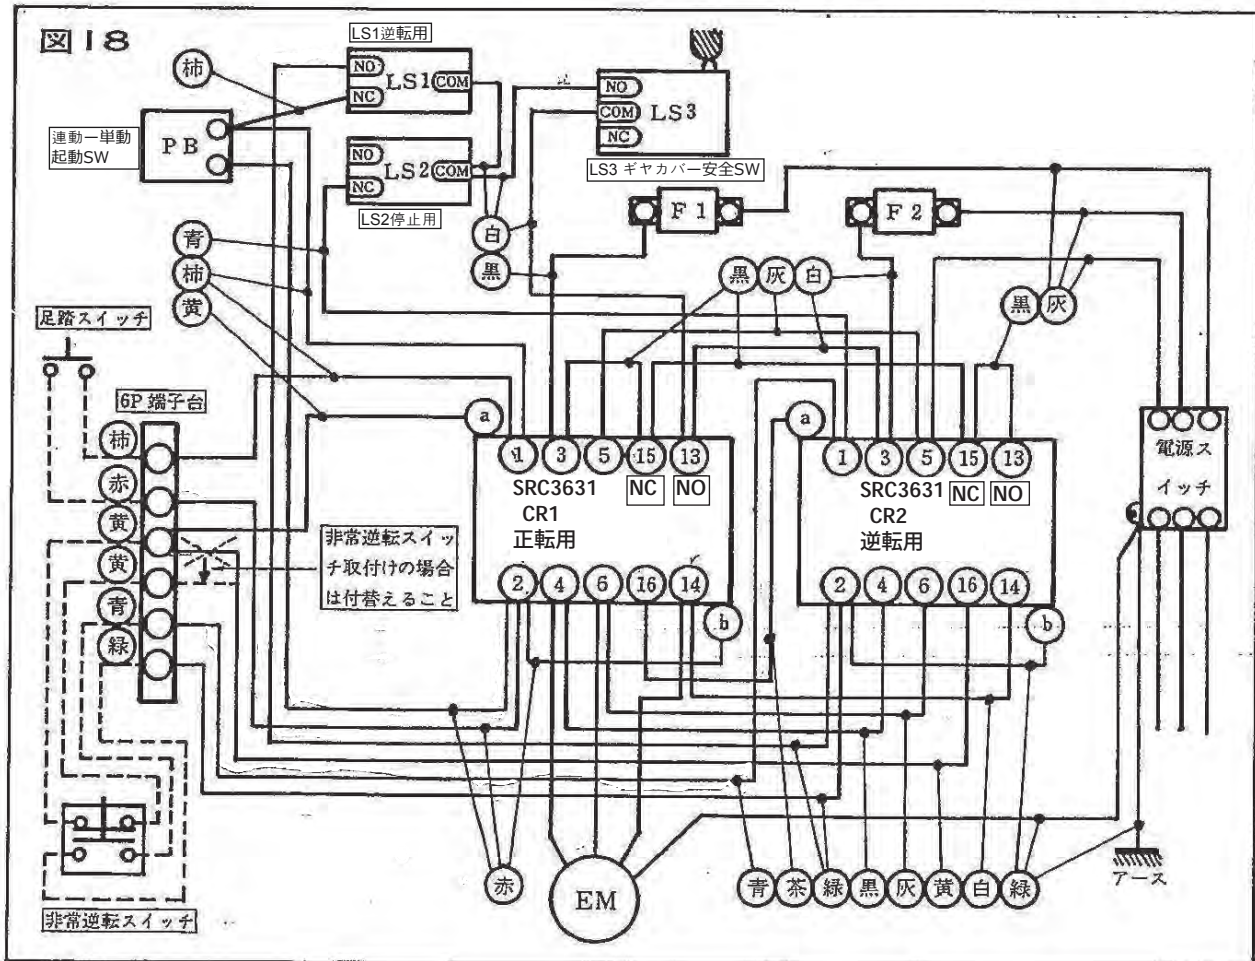 図18
LS1逆転用
柿
NO
NC
LS1
COM
NO
COM
NC
LS3
連動ー単動
起動SW
PB
NO
NC
LS2
COM
LS3 ギヤカバー安全SW
LS2停止用
F1
F2
青
柿
黄
白
黒
黒 灰 白
黒 灰
足踏スイッチ
6P 端子台
柿
赤
黄
黄
青
緑
a
1 3 5 15 13
SRC3631 NC NO
CR1
正転用
2 4 6 16 14
b
a
1 3 5 15 13
SRC3631 NC NO
CR2
逆転用
2 4 6 16 14
b
電源ス
イッチ
非常逆転スイッ
チ取付けの場合
は付替えること
赤
EM
青 茶 緑 黒 灰 黄 白 緑
アース
非常逆転スイッチ